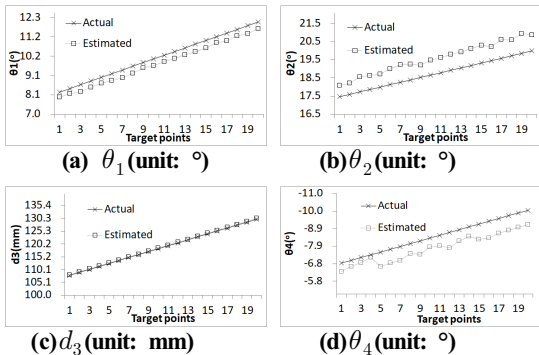 12.3
11.2
10.2
9.1
8.1
7.0
θ1(º)
Actual
Estimated
1 3 5 7 9 11 13 15 17 19
Target points
(a) θ1(unit: °)
21.5
20.5
19.5
18.5
17.5
16.5
θ2(º)
Actual
Estimated
1 3 5 7 9 11 13 15 17 19
Target points
(b) θ2(unit: °)
135.4
130.3
125.3
120.2
115.2
110.1
105.1
100.0
d3(mm)
Actual
Estimated
1 3 5 7 9 11 13 15 17 19
Target points
(c) d3(unit: mm)
-11.0
-10.0
-8.9
-7.9
-6.8
-5.8
θ4(º)
Actual
Estimated
1 3 5 7 9 11 13 15 17 19
Target points
(d) θ4(unit: °)